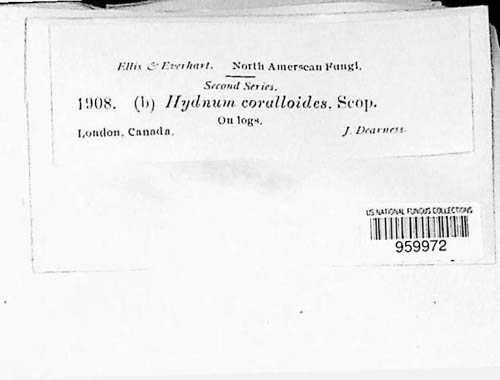 Ellis & Everhart. North Amerscan Fungi.
Second Series.
1908. (b) Hydnum coralloides. Scop.
On logs.
London, Canada. J. Dearness.
US NATIONAL FUNGUS COLLECTIONS
959972